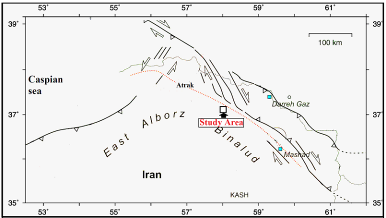 53° 55° 57° 59° 61°
39° 39°
100 km
Caspian
sea
Atrak
Darreh Gaz
37° 37°
Study Area
East Alborz
Binalud
Mashad
Iran
KASH
35° 35°
53° 55° 57° 59° 61°